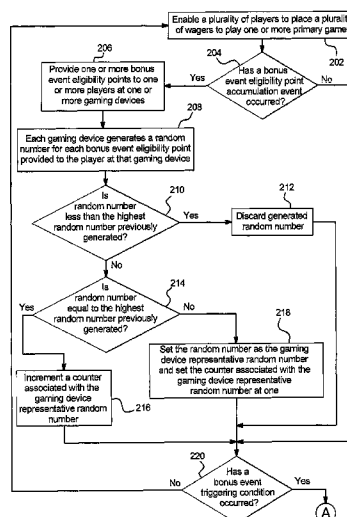 Enable a plurality of players to place a plurality
of wagers to play one or more primary game
202
206
Provide one or more bonus
event eligibility points to one
or more players at one or
more gaming devices
Yes
204
Has a
bonus event
eligibility point
accumulation event
occurred?
No
208
Each gaming device generates a random
number for each bonus event eligibility point
provided to the player at that gaming device
210
Is
random number
less than the highest
random number previously
generated?
Yes
212
Discard generated
random number
No
214
Is
random number
equal to the highest
random number previously
generated?
Yes
No
218
Set the random number as the gaming
device representative random number
and set the counter associated with the
gaming device representative
random number at one
Increment a counter
associated with the
gaming device
representative random
number
216
220
Has a
bonus event
triggering condition
occurred?
No
Yes
A